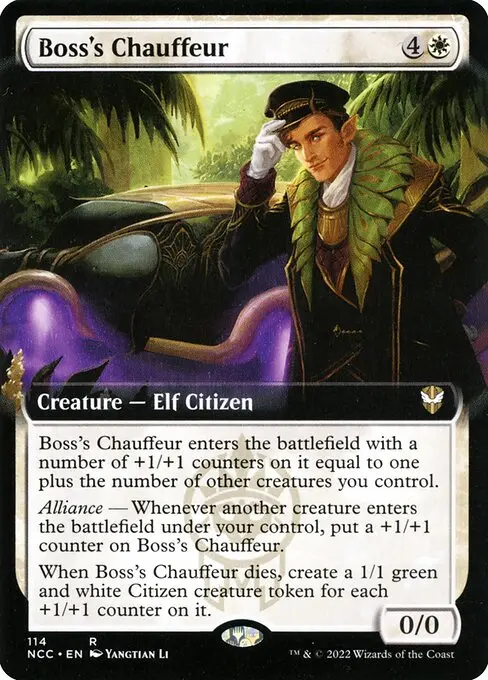 Boss's Chauffeur 4
Creature — Elf Citizen
Boss's Chauffeur enters the battlefield with a
number of +1/+1 counters on it equal to one
plus the number of other creatures you control.
Alliance — Whenever another creature enters
the battlefield under your control, put a +1/+1
counter on Boss's Chauffeur.
When Boss's Chauffeur dies, create a 1/1 green
and white Citizen creature token for each
+1/+1 counter on it.
0/0
114 R
NCC • EN Yangtian Li
™ & © 2022 Wizards of the Coast